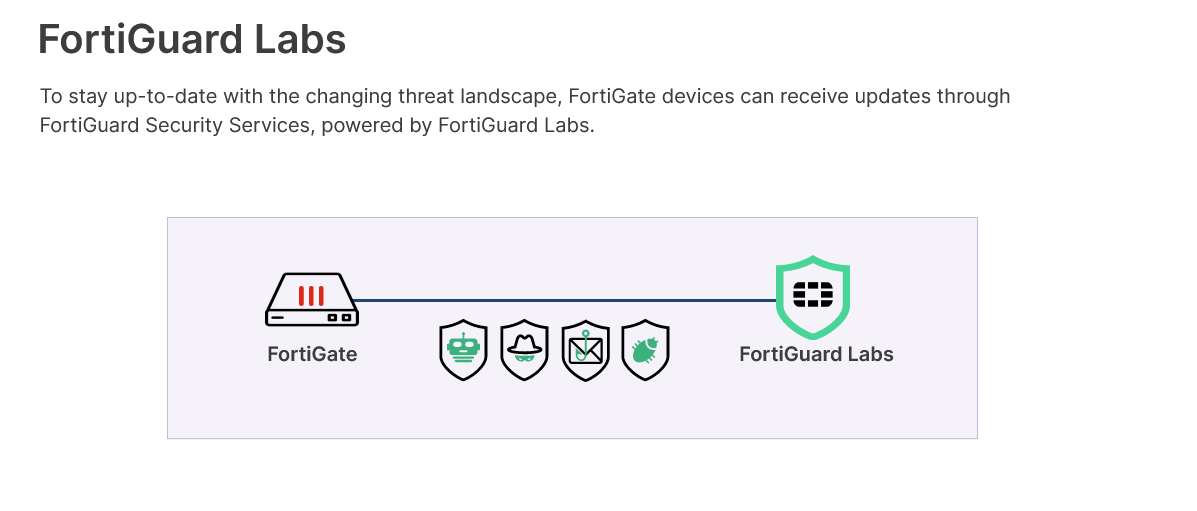 FortiGuard Labs
To stay up-to-date with the changing threat landscape, FortiGate devices can receive updates through
FortiGuard Security Services, powered by FortiGuard Labs.
FortiGate
FortiGuard Labs